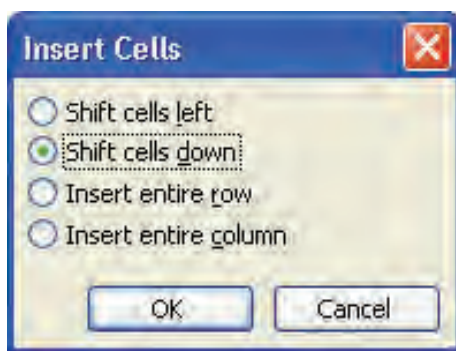 Insert Cells
Shift cells left
Shift cells down
Insert entire row
Insert entire column
OK
Cancel